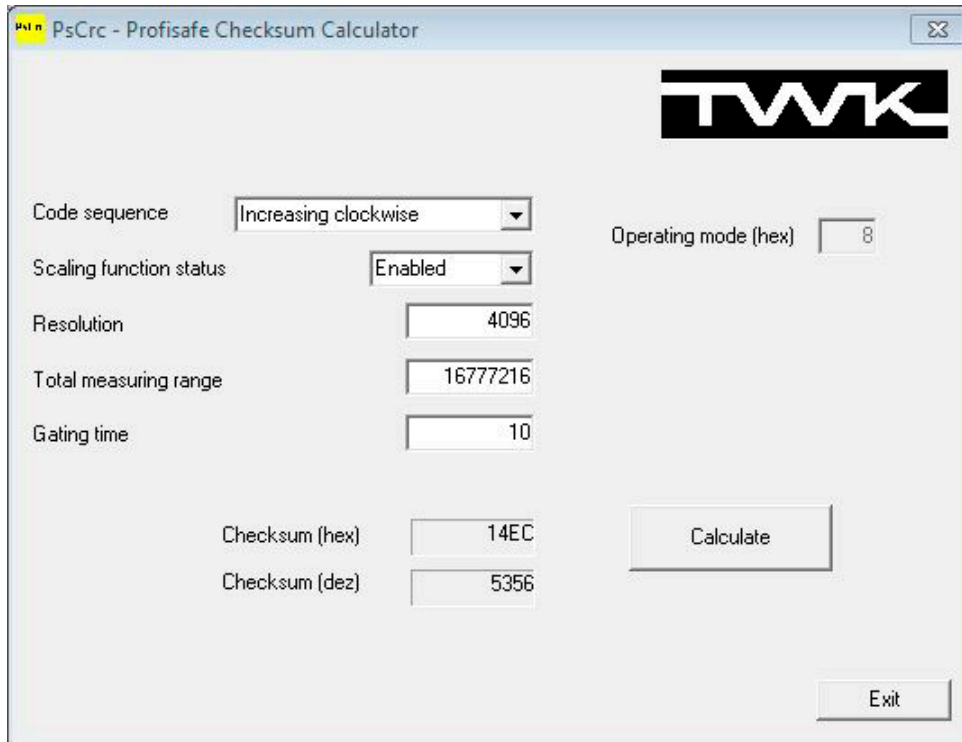 PsCrc - Profisafe Checksum Calculator
TWK
Code sequence
Increasing clockwise
Operating mode (hex)
8
Scaling function status
Enabled
Resolution
4096
Total measuring range
16777216
Gating time
10
Checksum (hex)
14EC
Calculate
Checksum (dez)
5356
Exit